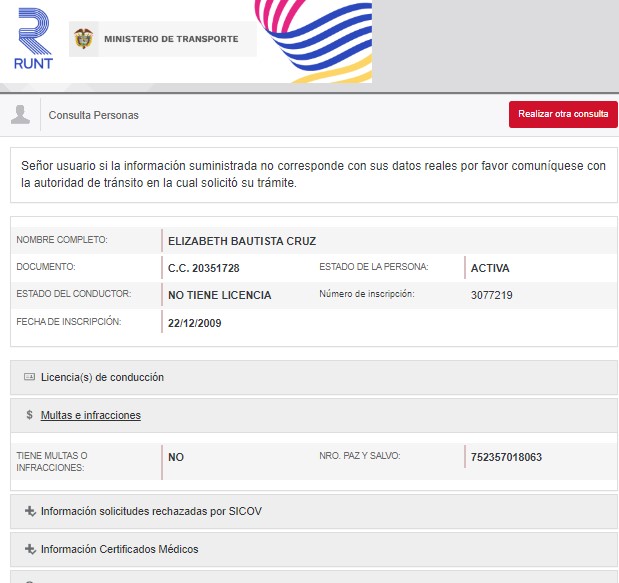 RUNT
MINISTERIO DE TRANSPORTE
Consulta Personas
Realizar otra consulta
Señor usuario si la información suministrada no corresponde con sus datos reales por favor comuníquese con
la autoridad de tránsito en la cual solicitó su trámite.
NOMBRE COMPLETO: ELIZABETH BAUTISTA CRUZ
DOCUMENTO: C.C. 20351728 ESTADO DE LA PERSONA: ACTIVA
ESTADO DEL CONDUCTOR: NO TIENE LICENCIA Número de inscripción: 3077219
FECHA DE INSCRIPCIÓN: 22/12/2009
Licencia(s) de conducción
$ Multas e infracciones
TIENE MULTAS O
INFRACCIONES: NO NRO. PAZ Y SALVO: 752357018063
Información solicitudes rechazadas por SICOV
Información Certificados Médicos